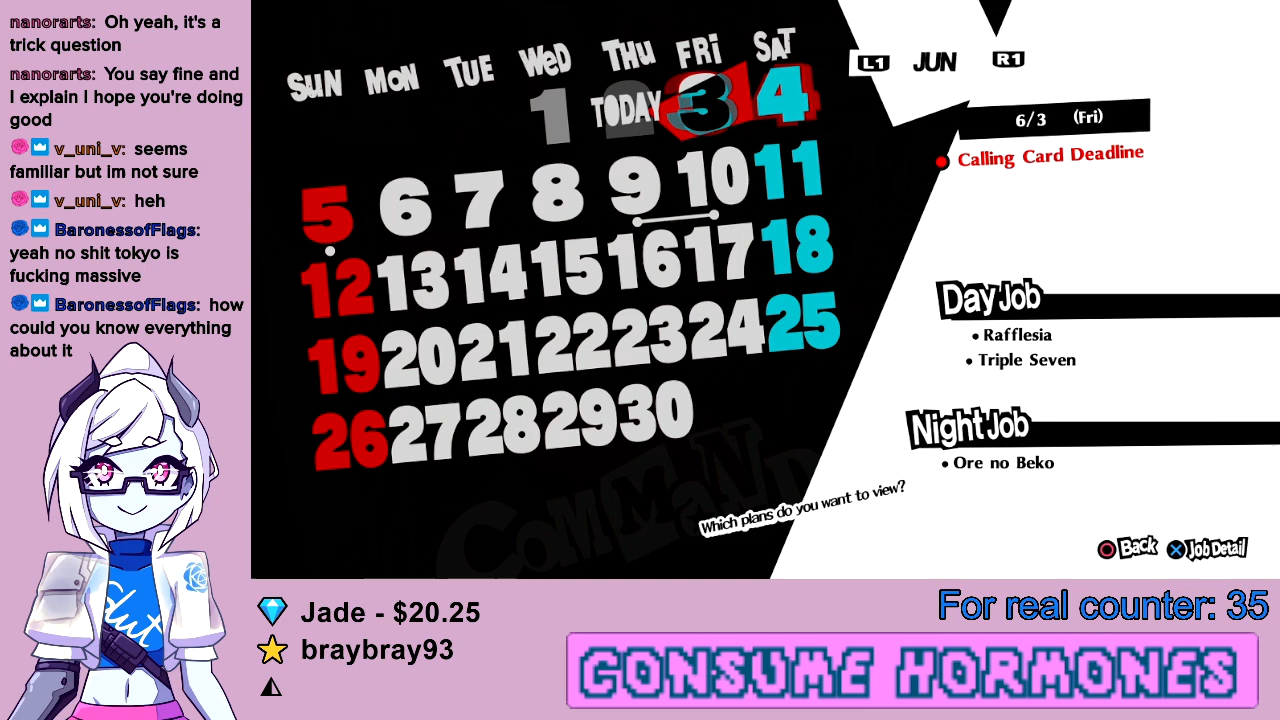 nanorarts: Oh yeah, it's a
trick question
nanorarts: You say fine and
I explain I hope you're doing
good
v_uni_v: seems
familiar but im not sure
v_uni_v: heh
BaronessofFlags:
yeah no shit tokyo is
fucking massive
BaronessofFlags: how
could you know everything
about it
SUN MON TUE WED THU FRi SAT
1 2 TODAY 3 4
5 6 7 8 9 10 11
12 13 14 15 16 17 18
19 20 21 22 23 24 25
26 27 28 29 30
COMMAND
Which plans do you want to view?
L1 JUN R1
6/3 (Fri)
Calling Card Deadline
Day Job
• Rafflesia
• Triple Seven
Night Job
• Ore no Beko
Back Job Detail
Jade - $20.25
braybray93
For real counter: 35
CONSUME HORMONES